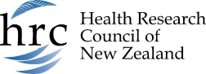 hrc
Health Research
Council of
New Zealand